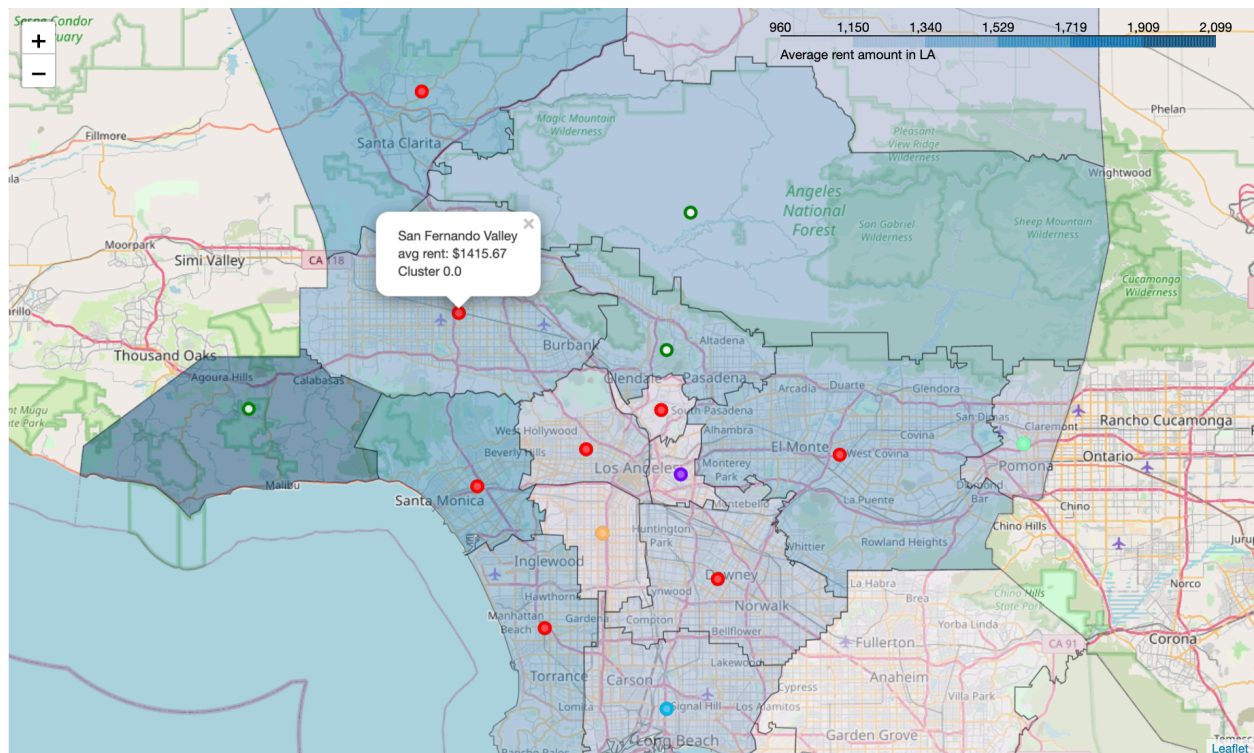 Sespe Condor
+
−
960 1,150 1,340 1,529 1,719 1,909 2,099
Average rent amount in LA
Phelan
Magic Mountain
Wilderness
Fillmore
Santa Clarita
Pleasant
View Ridge
Wilderness
Wrightwood
Angeles
National
Forest
San Gabriel
Wilderness
Sheep Mountain
Wilderness
San Fernando Valley
avg rent: $1415.67
Cluster 0.0
×
Moorpark
Simi Valley
CA 118
Cucamonga
Wilderness
Thousand Oaks
Burbank
Altadena
Agoura Hills
Calabasas
Glendale
Pasadena
Arcadia
Duarte
Glendora
South Pasadena
San Dimas
Claremont
Rancho Cucamonga
West Hollywood
Alhambra
El Monte
Covina
West Covina
Beverly Hills
Los Angeles
Monterey
Park
Pomona
Ontario
Malibu
Santa Monica
Diamond
Bar
La Puente
Montebello
Chino
Chino Hills
Huntington
Park
Whittier
Rowland Heights
Inglewood
Downey
La Habra
Brea
Chino Hills
State Park
Norco
Hawthorne
Lynwood
Norwalk
Manhattan
Beach
Gardena
Compton
Bellflower
Yorba Linda
Fullerton
CA 91
Corona
Lakewood
Torrance
Carson
Cypress
Anaheim
Villa Park
Lomita
Signal Hill
Los Alamitos
Garden Grove
Long Beach
Leaflet